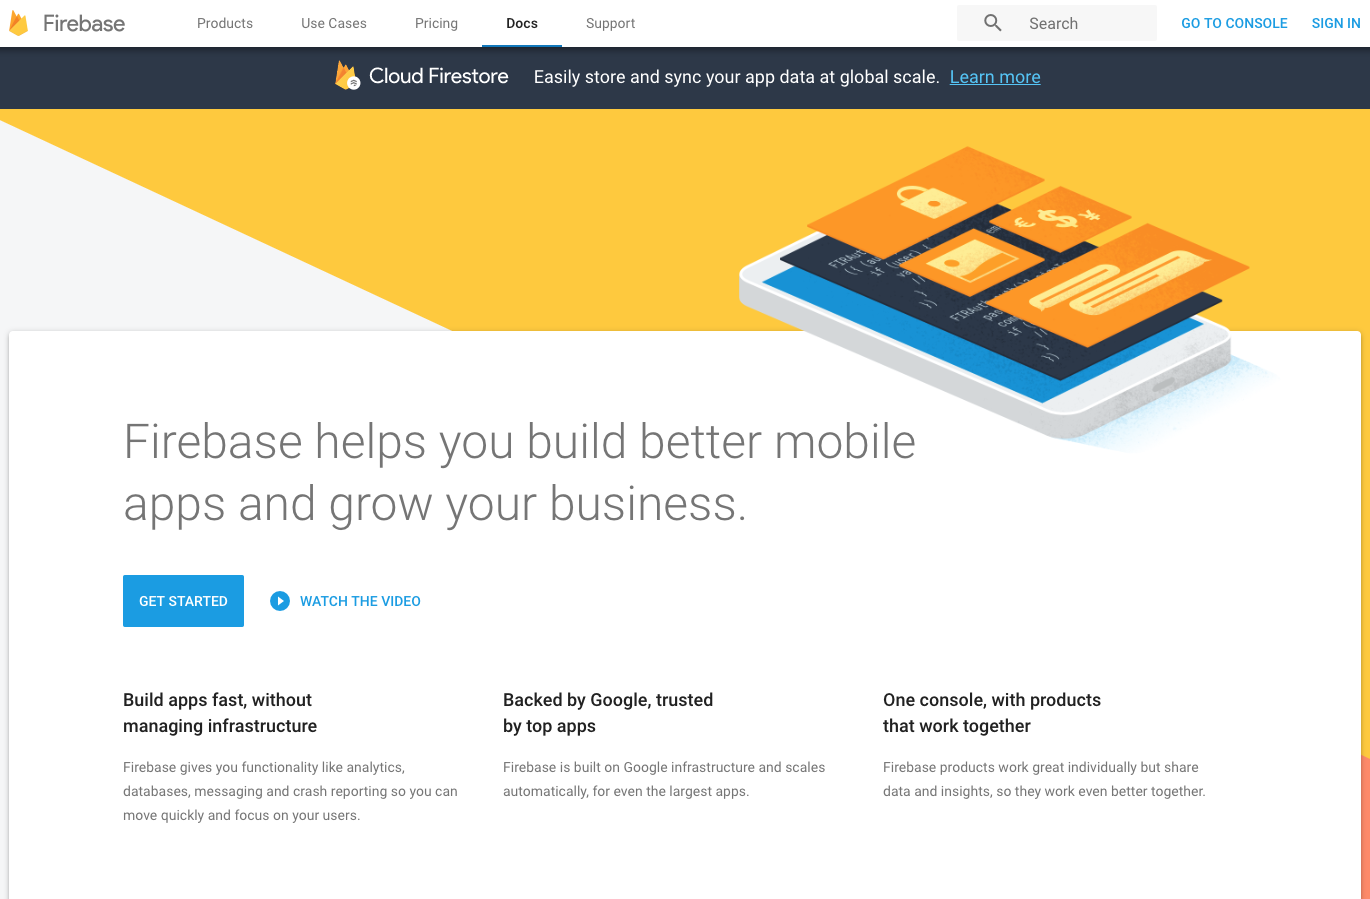 Firebase
Products
Use Cases
Pricing
Docs
Support
Search
GO TO CONSOLE
SIGN IN
Cloud Firestore
Easily store and sync your app data at global scale. Learn more
Firebase helps you build better mobile
apps and grow your business.
GET STARTED
WATCH THE VIDEO
Build apps fast, without
managing infrastructure
Firebase gives you functionality like analytics,
databases, messaging and crash reporting so you can
move quickly and focus on your users.
Backed by Google, trusted
by top apps
Firebase is built on Google infrastructure and scales
automatically, for even the largest apps.
One console, with products
that work together
Firebase products work great individually but share
data and insights, so they work even better together.